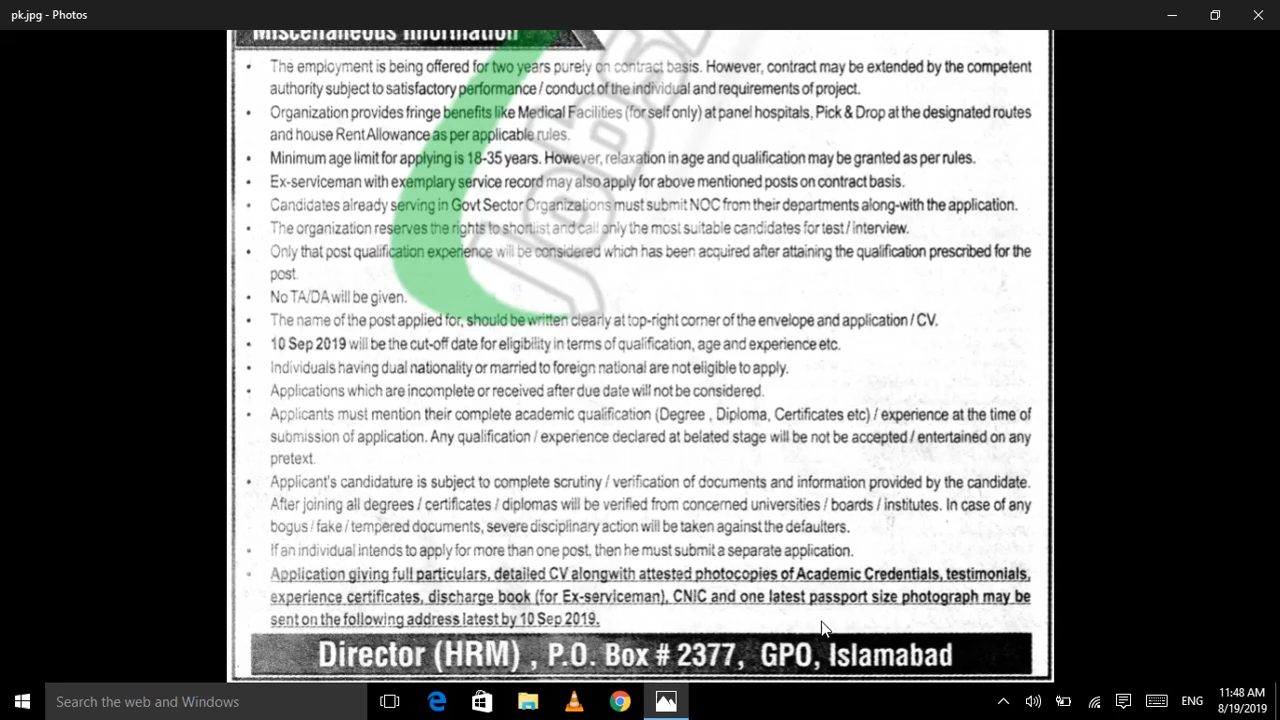 pk.jpg - Photos
Miscellaneous Information
• The employment is being offered for two years purely on contract basis. However, contract may be extended by the competent
authority subject to satisfactory performance / conduct of the individual and requirements of project.
• Organization provides fringe benefits like Medical Facilities (for self only) at panel hospitals, Pick & Drop at the designated routes
and house Rent Allowance as per applicable rules.
• Minimum age limit for applying is 18-35 years. However, relaxation in age and qualification may be granted as per rules.
• Ex-serviceman with exemplary service record may also apply for above mentioned posts on contract basis.
• Candidates already serving in Govt Sector Organizations must submit NOC from their departments along-with the application.
• The organization reserves the rights to shortlist and call only the most suitable candidates for test / interview.
• Only that post qualification experience will be considered which has been acquired after attaining the qualification prescribed for the
post.
• No TA/DA will be given.
• The name of the post applied for, should be written clearly at top-right corner of the envelope and application / CV.
• 10 Sep 2019 will be the cut-off date for eligibility in terms of qualification, age and experience etc.
• Individuals having dual nationality or married to foreign national are not eligible to apply.
• Applications which are incomplete or received after due date will not be considered.
• Applicants must mention their complete academic qualification (Degree , Diploma, Certificates etc) / experience at the time of
submission of application. Any qualification / experience declared at belated stage will be not be accepted / entertained on any
pretext.
• Applicant's candidature is subject to complete scrutiny / verification of documents and information provided by the candidate.
After joining all degrees / certificates / diplomas will be verified from concerned universities / boards / institutes. In case of any
bogus / fake / tempered documents, severe disciplinary action will be taken against the defaulters.
• If an individual intends to apply for more than one post, then he must submit a separate application.
• Application giving full particulars, detailed CV alongwith attested photocopies of Academic Credentials, testimonials,
experience certificates, discharge book (for Ex-serviceman), CNIC and one latest passport size photograph may be
sent on the following address latest by 10 Sep 2019.
Director (HRM) , P.O. Box # 2377, GPO, Islamabad
Jobs
Search the web and Windows
ENG
11:48 AM
8/19/2019